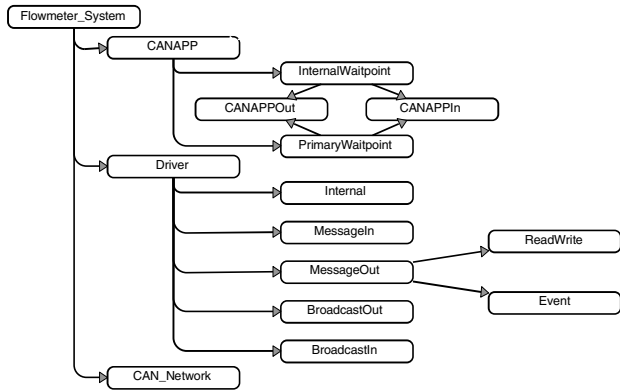 Flowmeter_System
CANAPP
InternalWaitpoint
CANAPPOut
CANAPPIn
PrimaryWaitpoint
Driver
Internal
MessageIn
ReadWrite
MessageOut
Event
BroadcastOut
BroadcastIn
CAN_Network